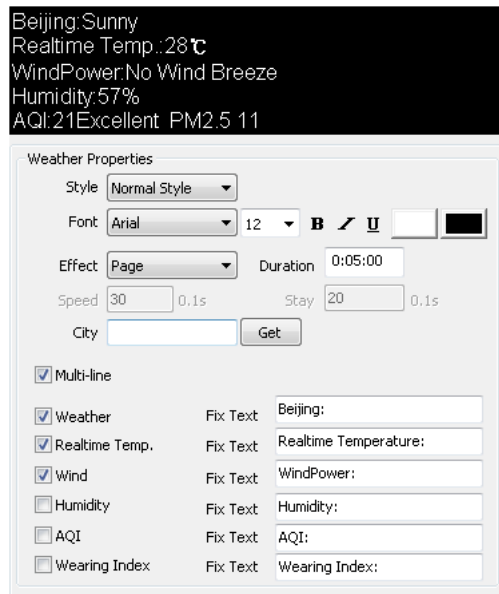 Beijing:Sunny
Realtime Temp.:28℃
WindPower:No Wind Breeze
Humidity:57%
AQI:21Excellent PM2.5 11
Weather Properties
Style Normal Style
Font Arial 12 B I U
Effect Page Duration 0:05:00
Speed 30 0.1s Stay 20 0.1s
City Get
Multi-line
Weather Fix Text Beijing:
Realtime Temp. Fix Text Realtime Temperature:
Wind Fix Text WindPower:
Humidity Fix Text Humidity:
AQI Fix Text AQI:
Wearing Index Fix Text Wearing Index: